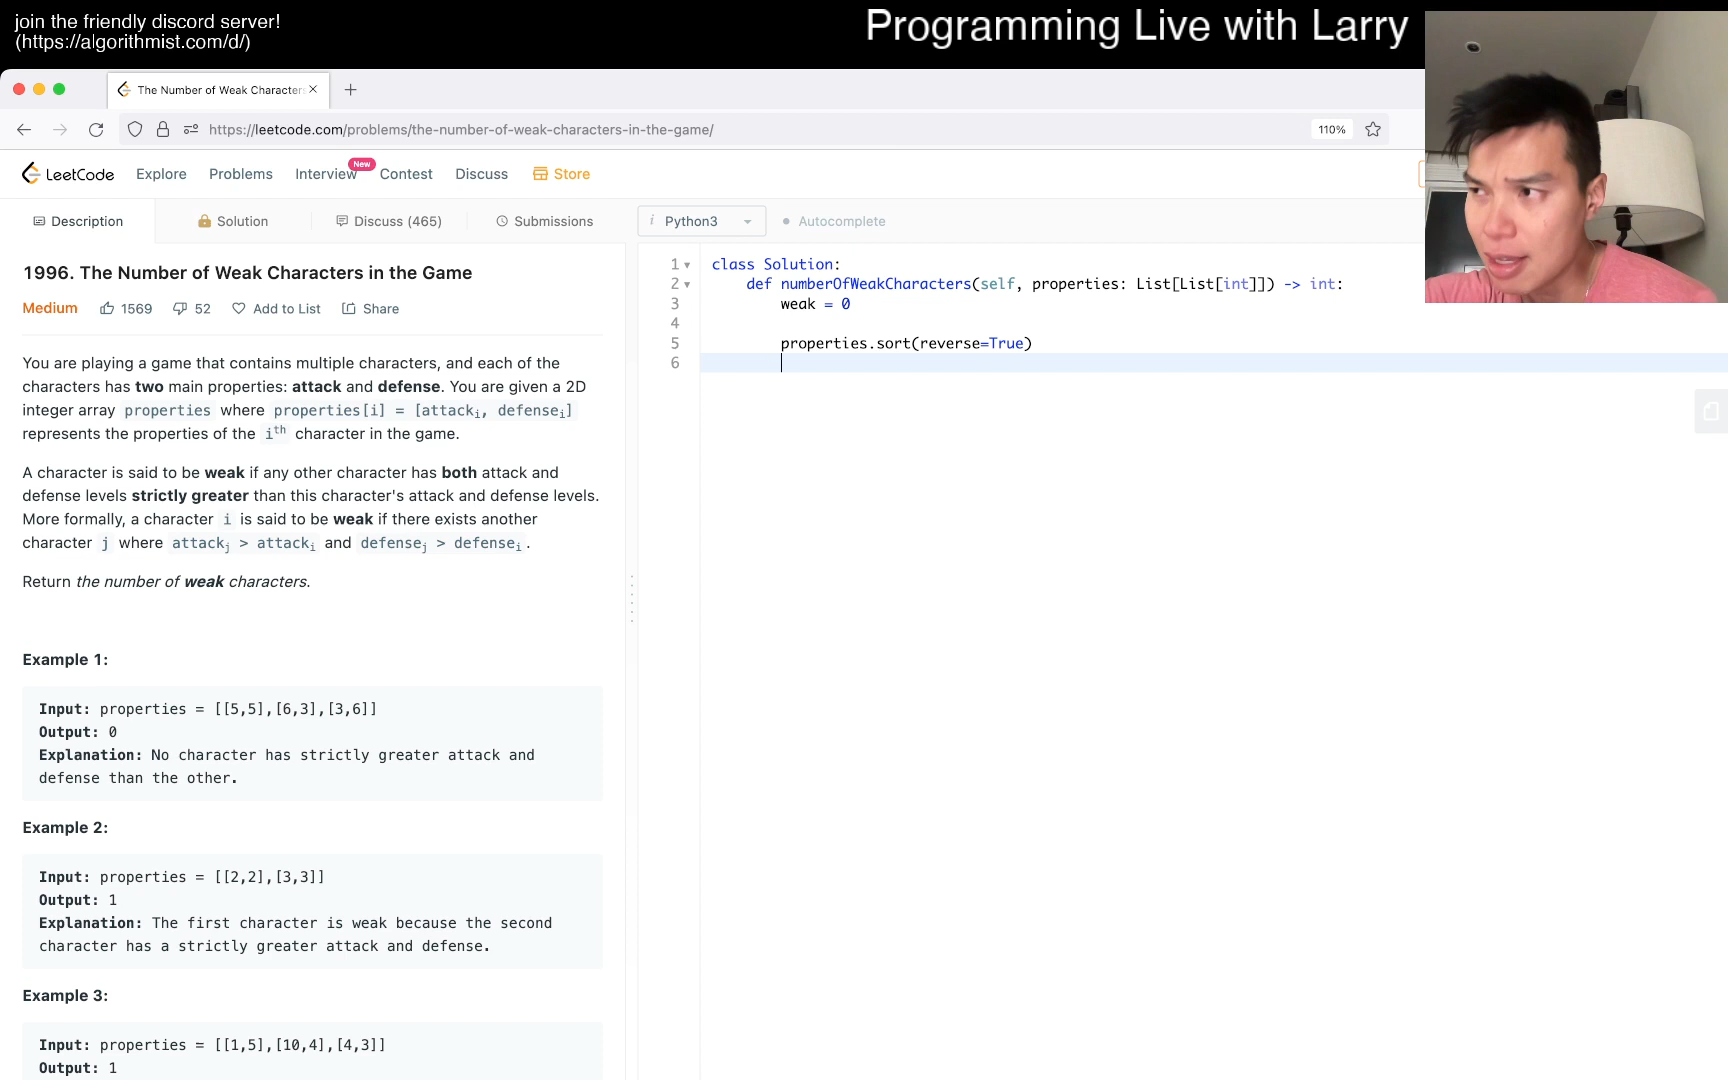 join the friendly discord server!
(https://algorithmist.com/d/)
Programming Live with Larry
The Number of Weak Character
https://leetcode.com/problems/the-number-of-weak-characters-in-the-game/
110%
LeetCode
Explore
Problems
Interview
New
Contest
Discuss
Store
Description
Solution
Discuss (465)
Submissions
i Python3
Autocomplete
1996. The Number of Weak Characters in the Game
Medium
1569
52
Add to List
Share
You are playing a game that contains multiple characters, and each of the
characters has two main properties: attack and defense. You are given a 2D
integer array properties where properties[i] = [attackᵢ, defenseᵢ]
represents the properties of the iᵗʰ character in the game.
A character is said to be weak if any other character has both attack and
defense levels strictly greater than this character's attack and defense levels.
More formally, a character i is said to be weak if there exists another
character j where attackⱼ > attackᵢ and defenseⱼ > defenseᵢ.
Return the number of weak characters.
Example 1:
Input: properties = [[5,5],[6,3],[3,6]]
Output: 0
Explanation: No character has strictly greater attack and
defense than the other.
Example 2:
Input: properties = [[2,2],[3,3]]
Output: 1
Explanation: The first character is weak because the second
character has a strictly greater attack and defense.
Example 3:
Input: properties = [[1,5],[10,4],[4,3]]
Output: 1
1 class Solution:
2 def numberOfWeakCharacters(self, properties: List[List[int]]) -> int:
3 weak = 0
4
5 properties.sort(reverse=True)
6